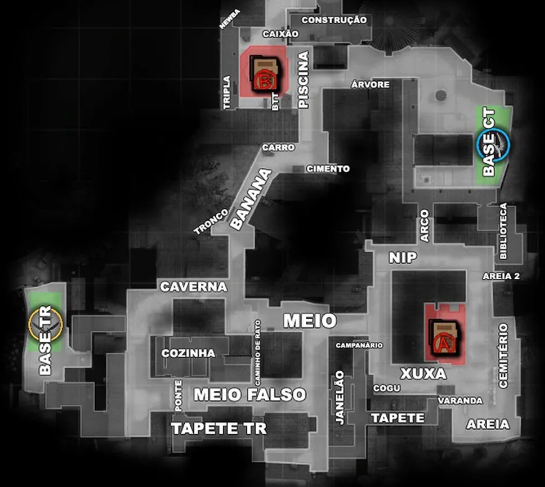 NEWBA
CONSTRUÇÃO
CAIXÃO
TRIPLA
B
BTT
PISCINA
ÁRVORE
BASE CT
CARRO
CIMENTO
BANANA
TRONCO
ARCO
BIBLIOTECA
NIP
AREIA 2
CAVERNA
BASE TR
MEIO
A
CAMINHO DE RATO
CAMPANÁRIO
COZINHA
CEMITÉRIO
XUXA
COGU
PONTE
MEIO FALSO
JANELÃO
VARANDA
TAPETE
TAPETE TR
AREIA